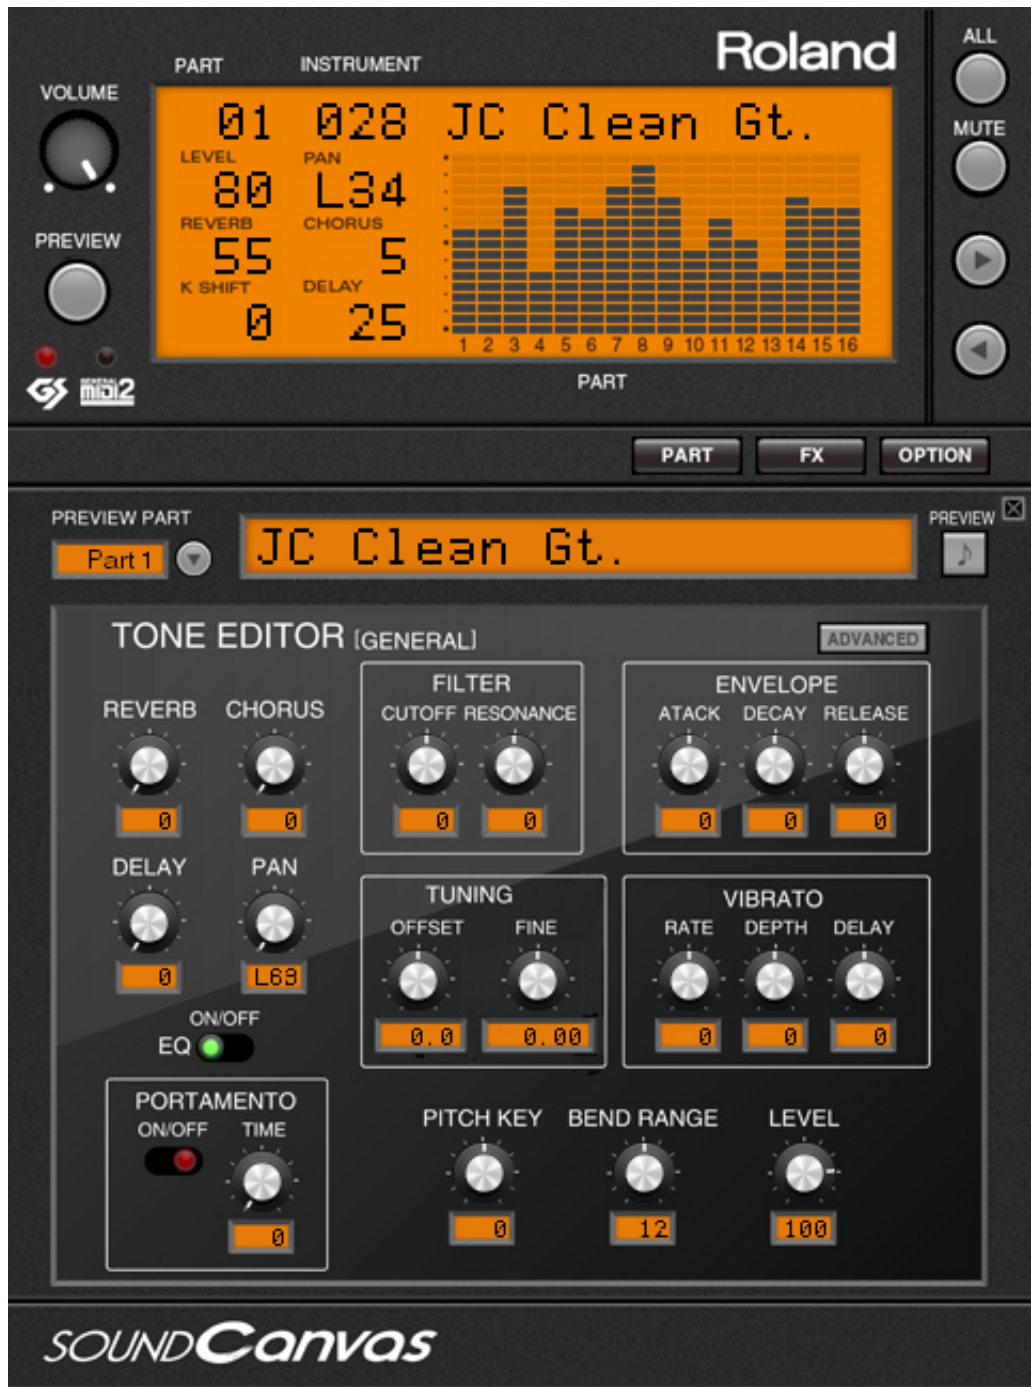 Roland
ALL
PART INSTRUMENT
VOLUME
01 028 JC Clean Gt.
MUTE
LEVEL PAN
80 L34
REVERB CHORUS
PREVIEW
55 5
K SHIFT DELAY
0 25
1 2 3 4 5 6 7 8 9 10 11 12 13 14 15 16
PART
GS GENERAL MIDI2
PART FX OPTION
PREVIEW PART
Part 1
JC Clean Gt.
PREVIEW
TONE EDITOR [GENERAL]
ADVANCED
REVERB CHORUS
0 0
DELAY PAN
0 L63
ON/OFF
EQ
FILTER
CUTOFF RESONANCE
0 0
ENVELOPE
ATACK DECAY RELEASE
0 0 0
TUNING
OFFSET FINE
0.0 0.00
VIBRATO
RATE DEPTH DELAY
0 0 0
PORTAMENTO
ON/OFF TIME
0
PITCH KEY BEND RANGE LEVEL
0 12 100
SOUND Canvas